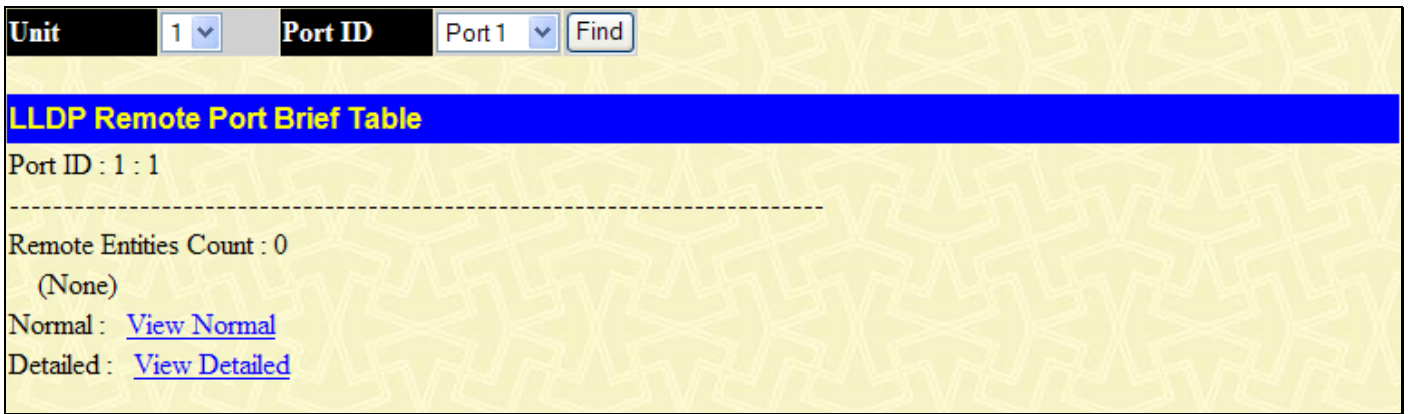 Unit 1 Port ID Port 1 Find
LLDP Remote Port Brief Table
Port ID : 1 : 1
--------------------------------------------------------------------------------
Remote Entities Count : 0
(None)
Normal : View Normal
Detailed : View Detailed